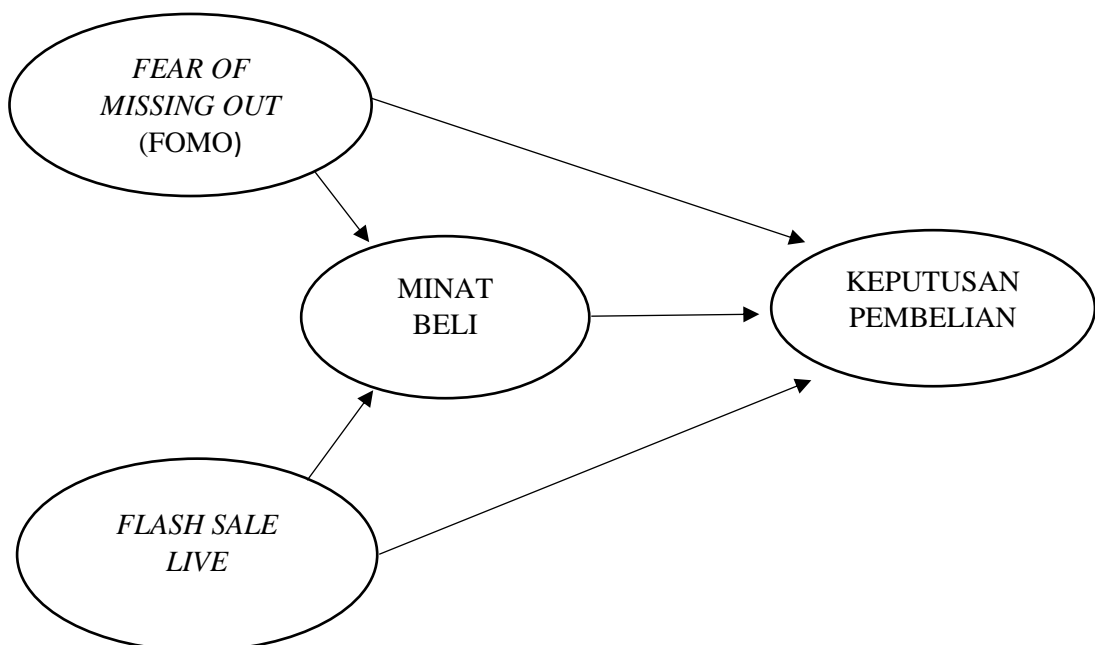 FEAR OF
MISSING OUT
(FOMO)
MINAT
BELI
KEPUTUSAN
PEMBELIAN
FLASH SALE
LIVE